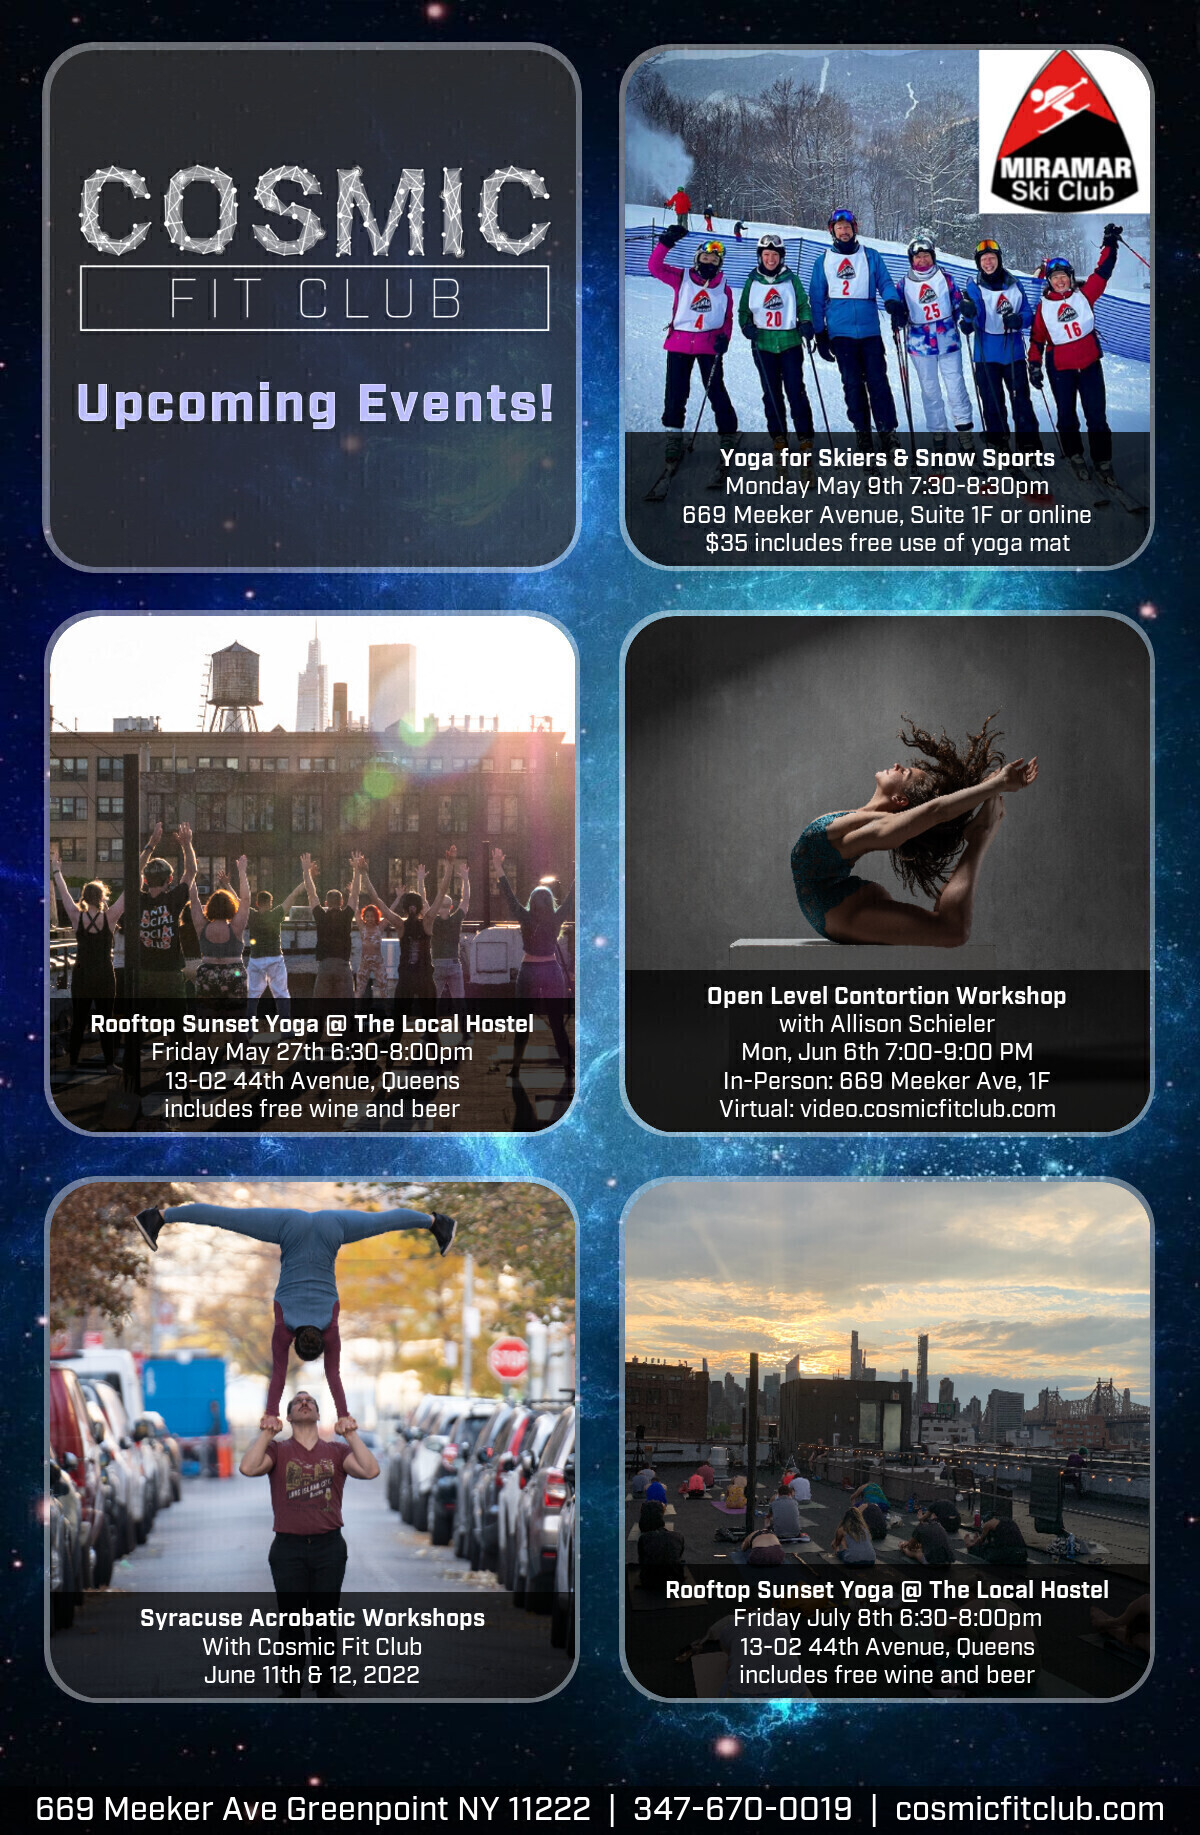 COSMIC
FIT CLUB
Upcoming Events!
MIRAMAR
Ski Club
4
20
2
25
16
Yoga for Skiers & Snow Sports
Monday May 9th 7:30-8:30pm
669 Meeker Avenue, Suite 1F or online
$35 includes free use of yoga mat
ANTI
SOCIAL
SOCIAL
CLUB
Rooftop Sunset Yoga @ The Local Hostel
Friday May 27th 6:30-8:00pm
13-02 44th Avenue, Queens
includes free wine and beer
Open Level Contortion Workshop
with Allison Schieler
Mon, Jun 6th 7:00-9:00 PM
In-Person: 669 Meeker Ave, 1F
Virtual: video.cosmicfitclub.com
STOP
LONG ISLAND CITY
Syracuse Acrobatic Workshops
With Cosmic Fit Club
June 11th & 12, 2022
Rooftop Sunset Yoga @ The Local Hostel
Friday July 8th 6:30-8:00pm
13-02 44th Avenue, Queens
includes free wine and beer
669 Meeker Ave Greenpoint NY 11222 | 347-670-0019 | cosmicfitclub.com